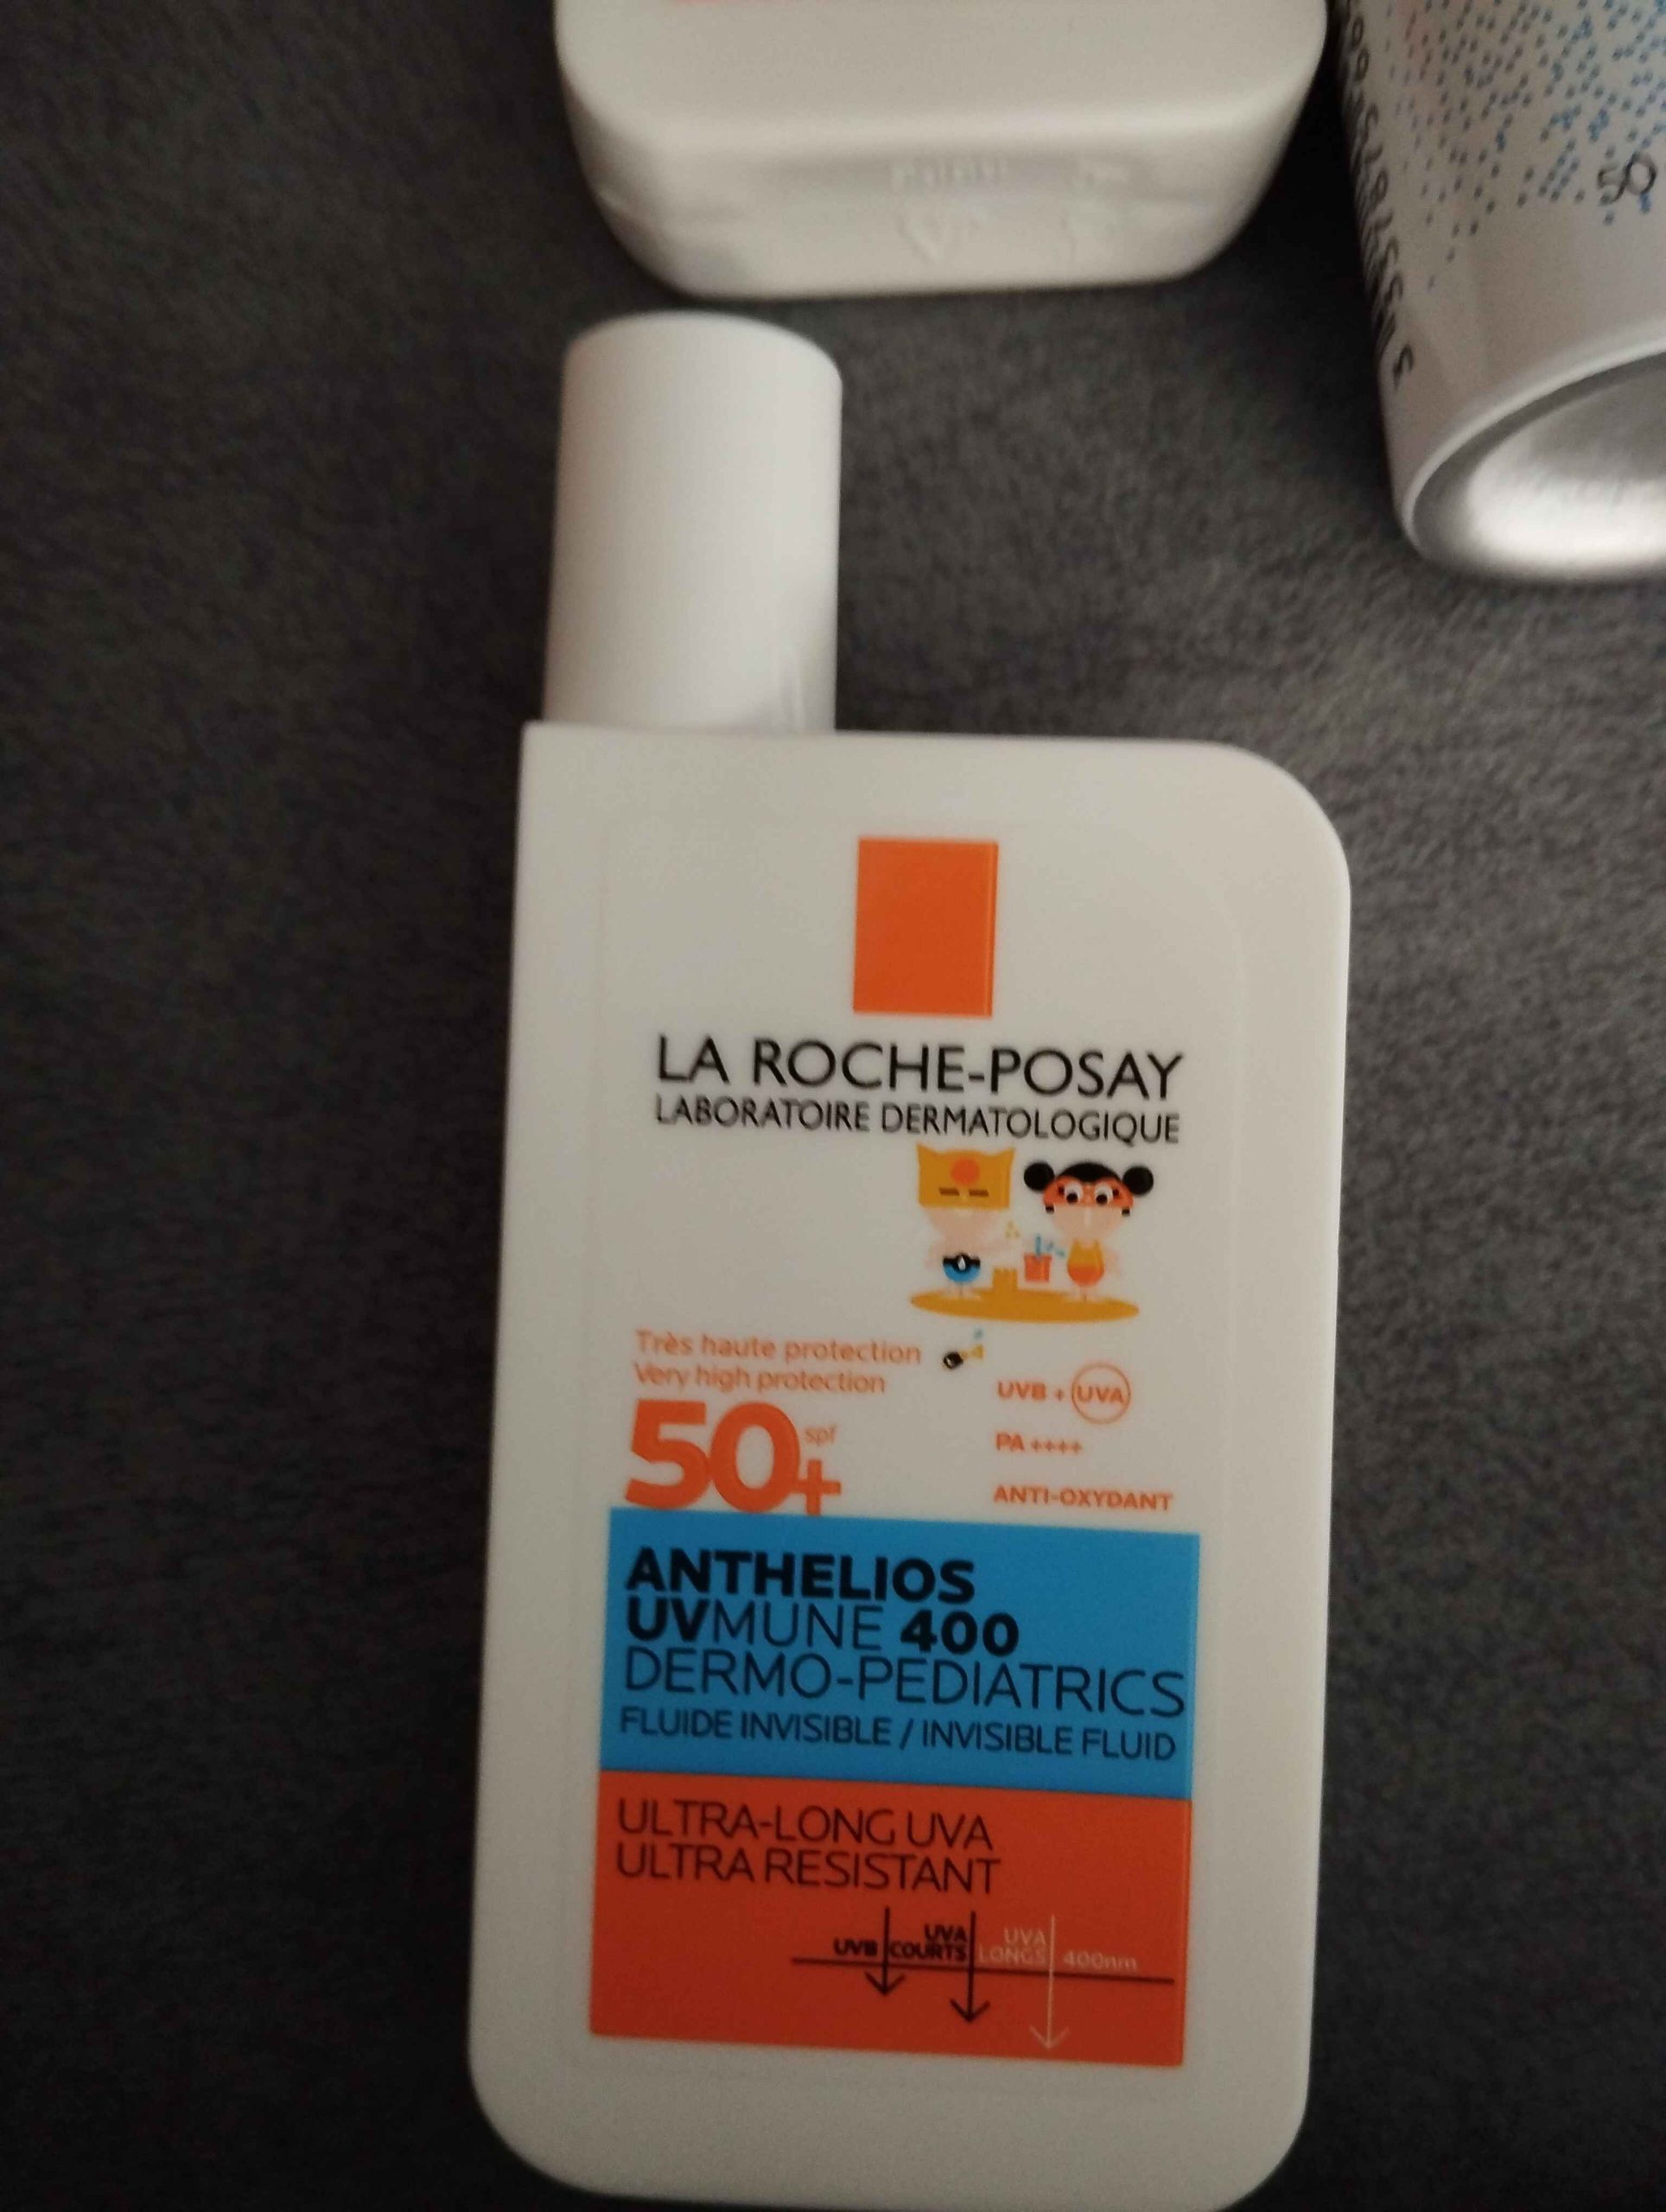 LA ROCHE-POSAY
LABORATOIRE DERMATOLOGIQUE
Très haute protection
Very high protection
50+ spf
UVB + UVA
PA ++++
ANTI-OXYDANT
ANTHELIOS
UVMUNE 400
DERMO-PEDIATRICS
FLUIDE INVISIBLE / INVISIBLE FLUID
ULTRA-LONG UVA
ULTRA RESISTANT
UVB
UVA COURTS
UVA LONGS
400nm
50